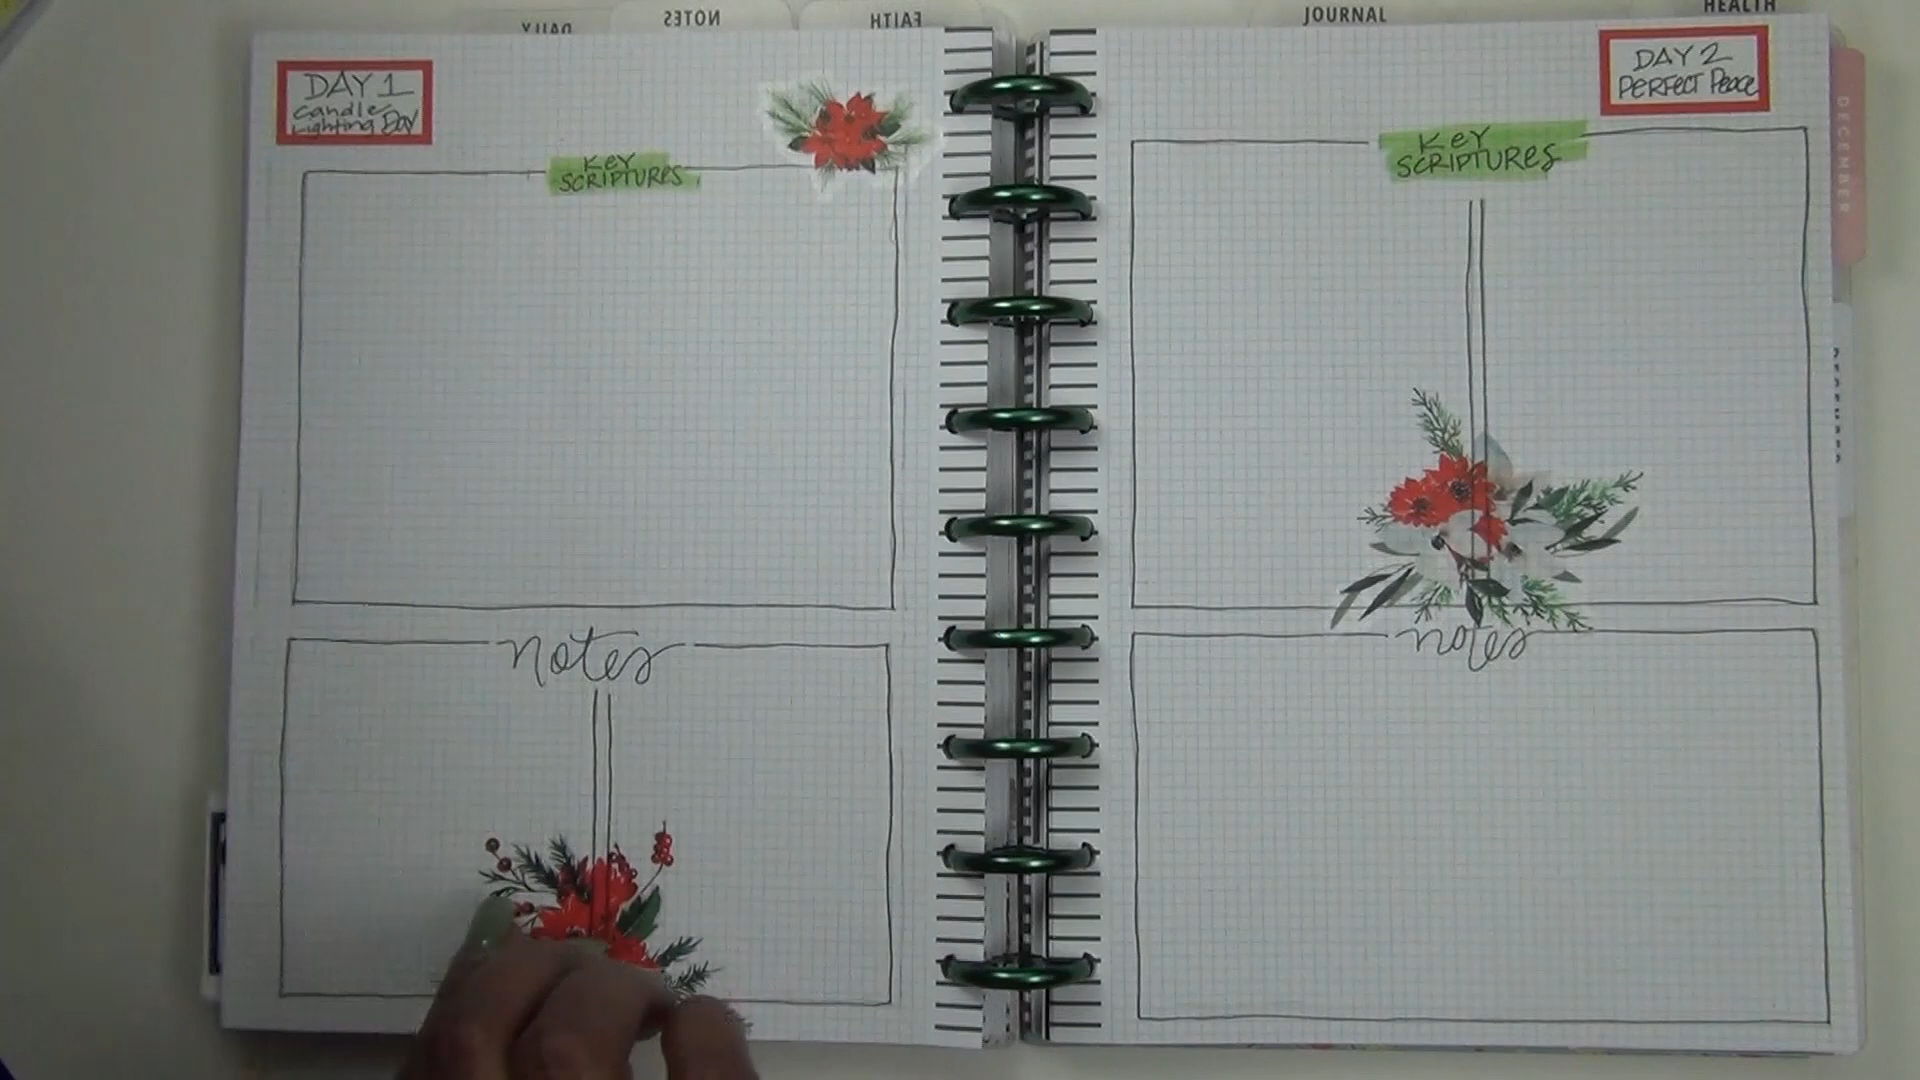 DAILY
NOTES
FAITH
JOURNAL
HEALTH
DAY 1
Candle
Lighting Day
KEY
SCRIPTURES
notes
DAY 2
PERFECT Peace
KEY
SCRIPTURES
notes
DECEMBER